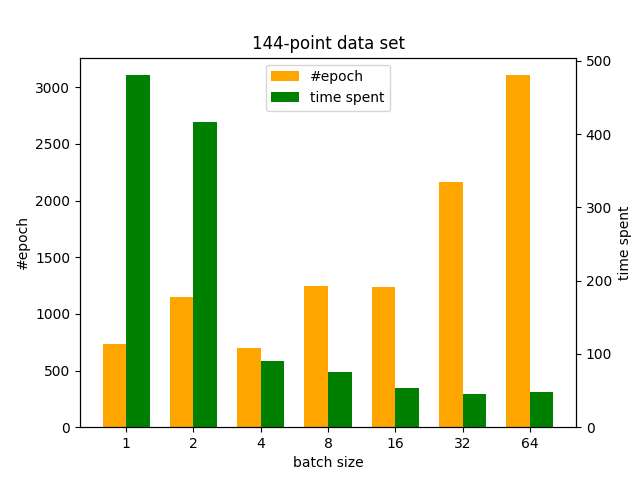 144-point data set
#epoch
time spent
3000
2500
2000
1500
1000
500
0
#epoch
500
400
300
200
100
0
time spent
1 2 4 8 16 32 64
batch size